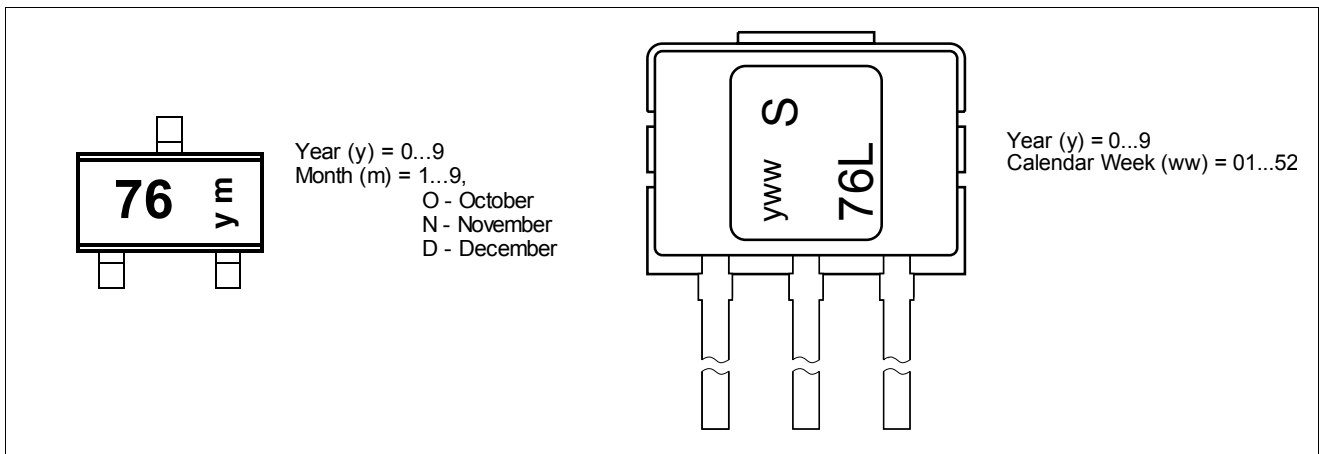 76
y m
Year (y) = 0...9
Month (m) = 1...9,
O - October
N - November
D - December
yww
S
76L
Year (y) = 0...9
Calendar Week (ww) = 01...52